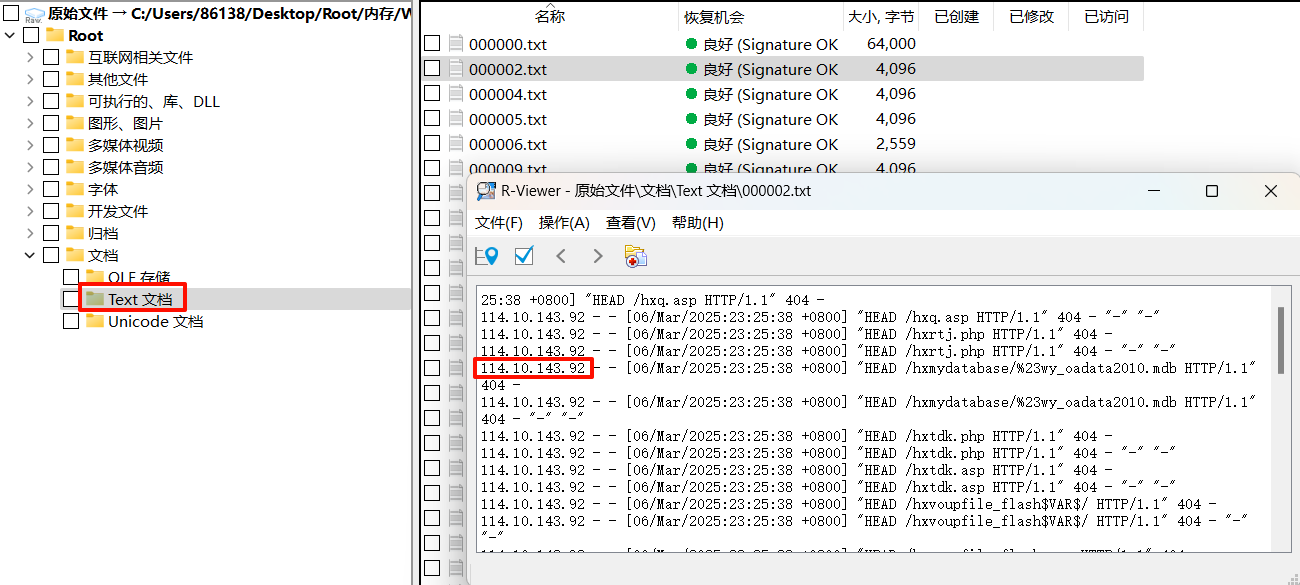 原始文件 → C:/Users/86138/Desktop/Root/内存/W
Root
互联网相关文件
其他文件
可执行的、库、DLL
图形、图片
多媒体视频
多媒体音频
字体
开发文件
归档
文档
OLE 存储
Text 文档
Unicode 文档
名称 恢复机会 大小, 字节 已创建 已修改 已访问
000000.txt 良好 (Signature OK 64,000
000002.txt 良好 (Signature OK 4,096
000004.txt 良好 (Signature OK 4,096
000005.txt 良好 (Signature OK 4,096
000006.txt 良好 (Signature OK 2,559
000009.txt 良好 (Signature OK 4,096
R-Viewer - 原始文件\文档\Text 文档\000002.txt
文件(F) 操作(A) 查看(V) 帮助(H)
25:38 +0800] "HEAD /hxq.asp HTTP/1.1" 404 -
114.10.143.92 - - [06/Mar/2025:23:25:38 +0800] "HEAD /hxq.asp HTTP/1.1" 404 - "-" "-"
114.10.143.92 - - [06/Mar/2025:23:25:38 +0800] "HEAD /hxrtj.php HTTP/1.1" 404 -
114.10.143.92 - - [06/Mar/2025:23:25:38 +0800] "HEAD /hxrtj.php HTTP/1.1" 404 - "-" "-"
114.10.143.92 - - [06/Mar/2025:23:25:38 +0800] "HEAD /hxmydatabase/%23wy_oadata2010.mdb HTTP/1.1"
404 -
114.10.143.92 - - [06/Mar/2025:23:25:38 +0800] "HEAD /hxmydatabase/%23wy_oadata2010.mdb HTTP/1.1"
404 - "-" "-"
114.10.143.92 - - [06/Mar/2025:23:25:38 +0800] "HEAD /hxtdk.php HTTP/1.1" 404 -
114.10.143.92 - - [06/Mar/2025:23:25:38 +0800] "HEAD /hxtdk.php HTTP/1.1" 404 - "-" "-"
114.10.143.92 - - [06/Mar/2025:23:25:38 +0800] "HEAD /hxtdk.asp HTTP/1.1" 404 -
114.10.143.92 - - [06/Mar/2025:23:25:38 +0800] "HEAD /hxtdk.asp HTTP/1.1" 404 - "-" "-"
114.10.143.92 - - [06/Mar/2025:23:25:38 +0800] "HEAD /hxvoupfile_flash$VAR$/ HTTP/1.1" 404 -
114.10.143.92 - - [06/Mar/2025:23:25:38 +0800] "HEAD /hxvoupfile_flash$VAR$/ HTTP/1.1" 404 - "-"
"-"